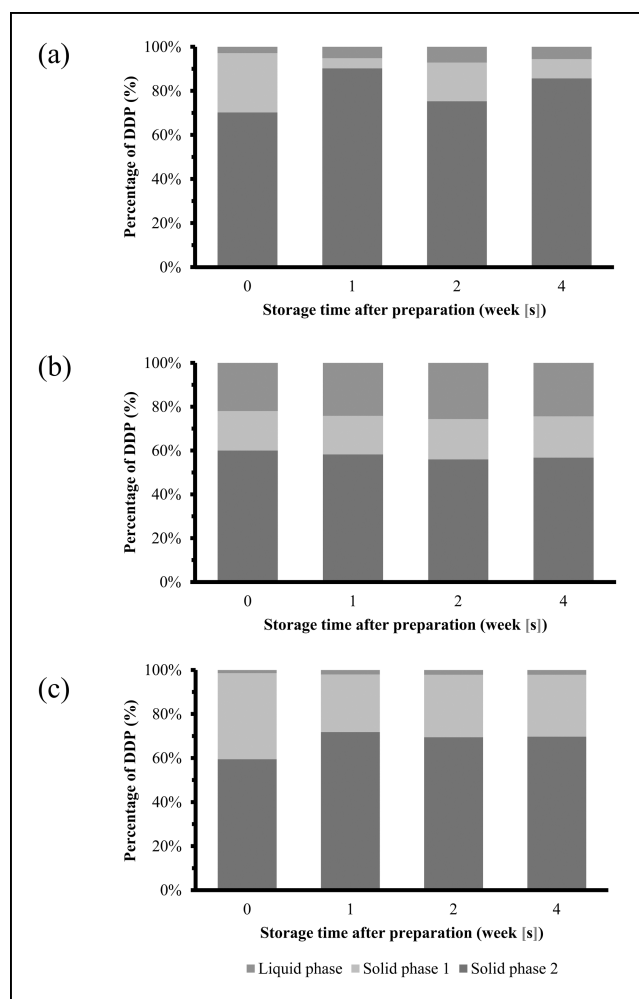 (a)
Percentage of DDP (%)
100%
80%
60%
40%
20%
0%
0 1 2 4
Storage time after preparation (week [s])
(b)
Percentage of DDP (%)
100%
80%
60%
40%
20%
0%
0 1 2 4
Storage time after preparation (week [s])
(c)
Percentage of DDP (%)
100%
80%
60%
40%
20%
0%
0 1 2 4
Storage time after preparation (week [s])
Liquid phase Solid phase 1 Solid phase 2